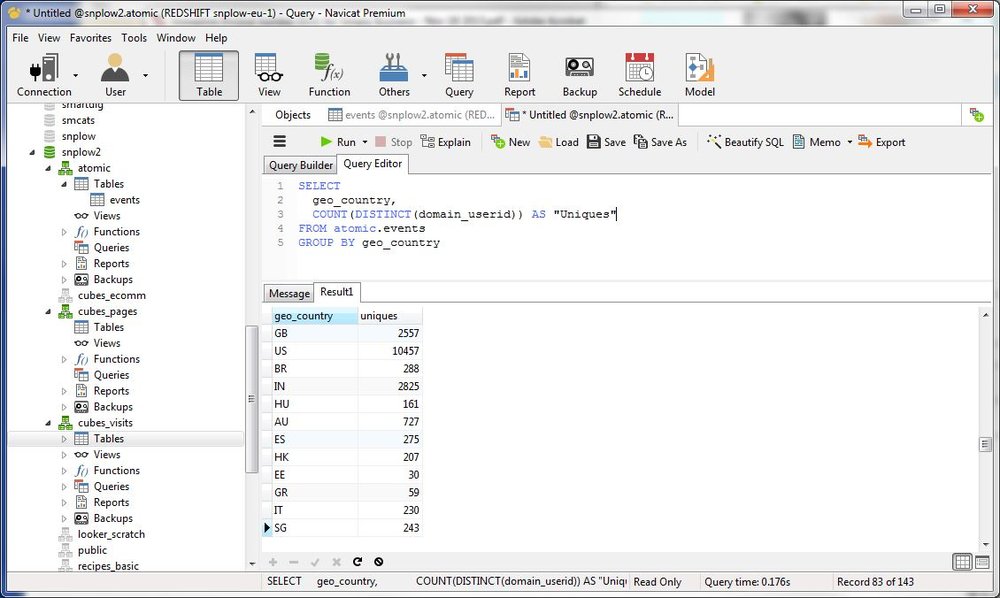 * Untitled @snplow2.atomic (REDSHIFT snplow-eu-1) - Query - Navicat Premium
File View Favorites Tools Window Help
Connection User Table View Function Others Query Report Backup Schedule Model
smcats
snplow
snplow2
atomic
Tables
events
Views
Functions
Queries
Reports
Backups
cubes_ecomm
cubes_pages
Tables
Views
Functions
Queries
Reports
Backups
cubes_visits
Tables
Views
Functions
Queries
Reports
Backups
looker_scratch
public
recipes_basic
Objects events @snplow2.atomic (RED... * Untitled @snplow2.atomic (R...
Run Stop Explain New Load Save Save As Beautify SQL Memo Export
Query Builder Query Editor
1 SELECT
2 geo_country,
3 COUNT(DISTINCT(domain_userid)) AS "Uniques"
4 FROM atomic.events
5 GROUP BY geo_country
Message Result1
geo_country uniques
GB 2557
US 10457
BR 288
IN 2825
HU 161
AU 727
ES 275
HK 207
EE 30
GR 59
IT 230
SG 243
SELECT geo_country, COUNT(DISTINCT(domain_userid)) AS "Uniq Read Only Query time: 0.176s Record 83 of 143